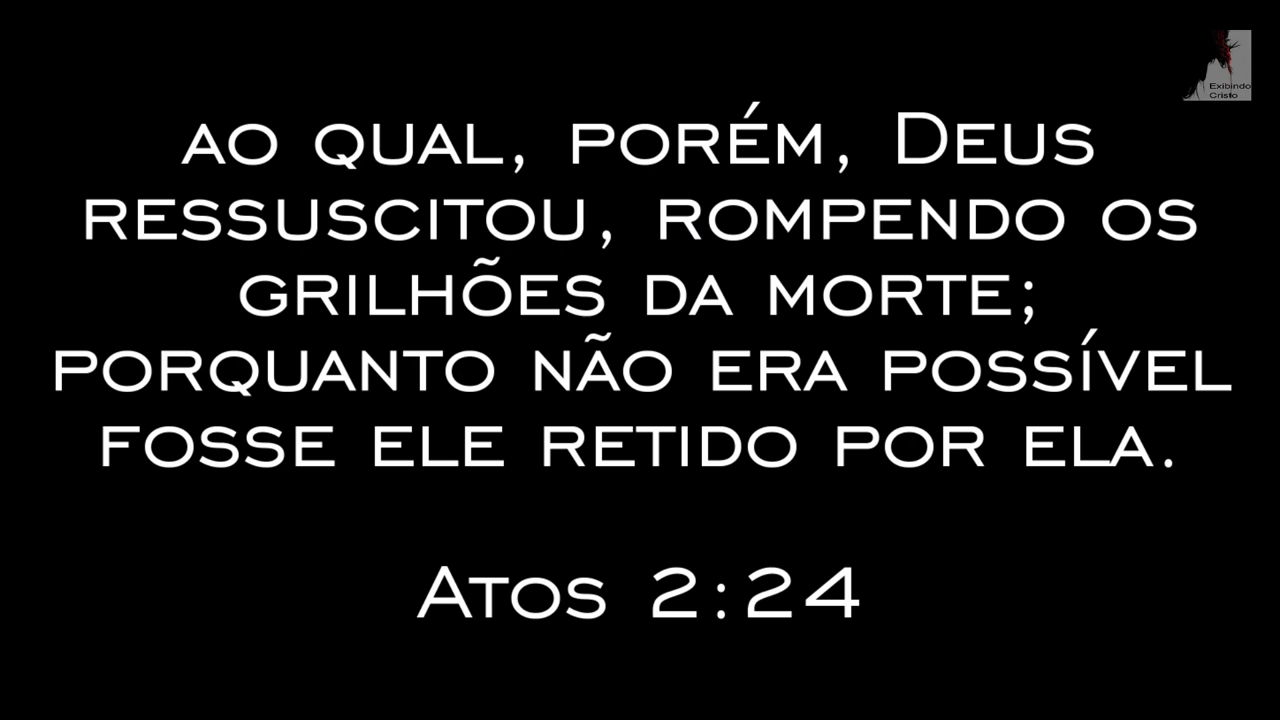 Exibindo
Cristo
ao qual, porém, Deus
ressuscitou, rompendo os
grilhões da morte;
porquanto não era possível
fosse ele retido por ela.
Atos 2:24